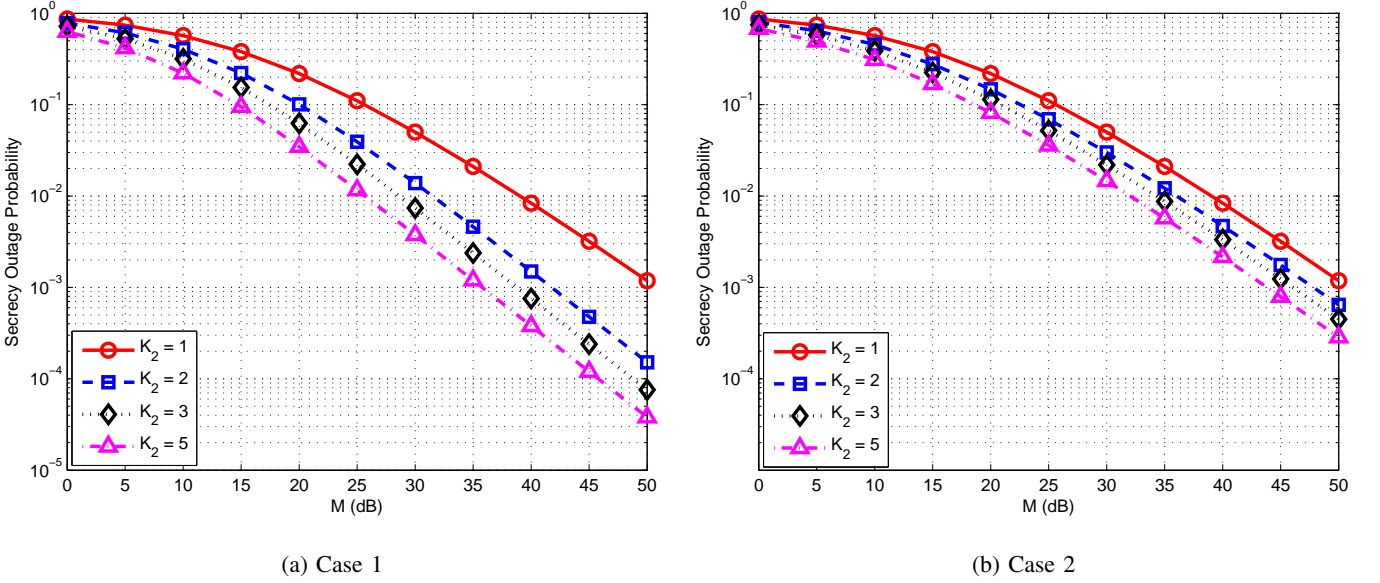 Secrecy Outage Probability
10^0
10^−1
10^−2
10^−3
10^−4
10^−5
K_2 = 1
K_2 = 2
K_2 = 3
K_2 = 5
0 5 10 15 20 25 30 35 40 45 50
M (dB)
(a) Case 1
Secrecy Outage Probability
10^0
10^−1
10^−2
10^−3
10^−4
K_2 = 1
K_2 = 2
K_2 = 3
K_2 = 5
0 5 10 15 20 25 30 35 40 45 50
M (dB)
(b) Case 2